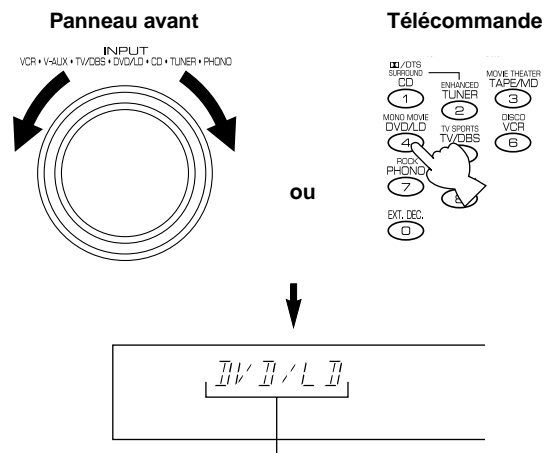 Panneau avant
INPUT
VCR • V-AUX • TV/DBS • DVD/LD • CD • TUNER • PHONO
ou
Télécommande
/DTS
SURROUND
CD
1
ENHANCED
TUNER
2
MOVIE THEATER
TAPE/MD
3
MONO MOVIE
DVD/LD
4
TV SPORTS
TV/DBS
DISCO
VCR
6
ROCK
PHONO
7
8
EXT. DEC.
0
DVD/LD